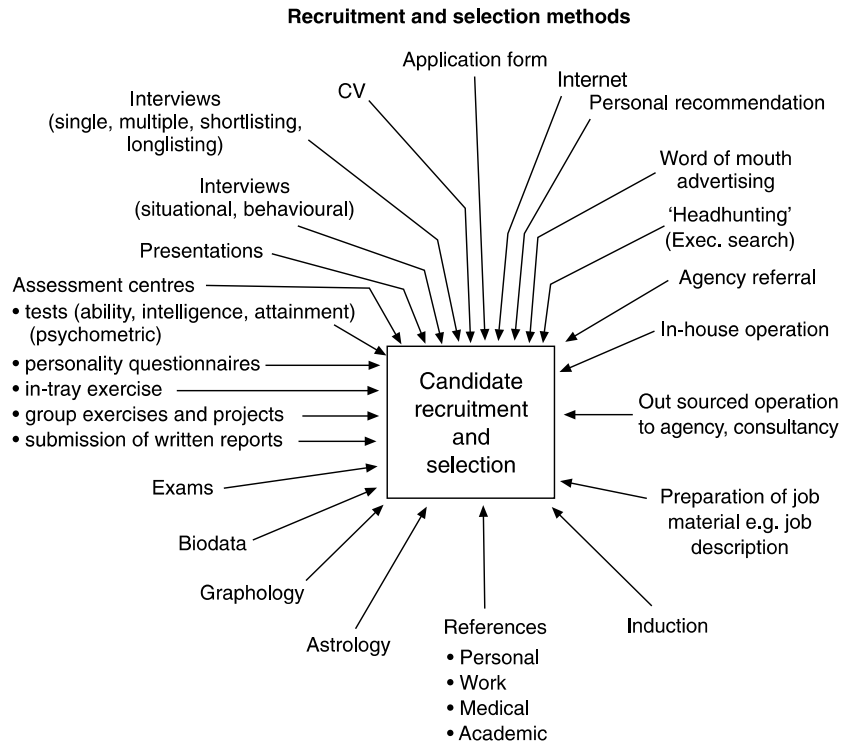 Recruitment and selection methods
Application form
Internet
CV
Personal recommendation
Interviews
(single, multiple, shortlisting,
longlisting)
Word of mouth
advertising
Interviews
(situational, behavioural)
‘Headhunting’
(Exec. search)
Presentations
Agency referral
Assessment centres
• tests (ability, intelligence, attainment)
(psychometric)
• personality questionnaires
• in-tray exercise
• group exercises and projects
• submission of written reports
In-house operation
Candidate
recruitment
and
selection
Out sourced operation
to agency, consultancy
Exams
Preparation of job
material e.g. job
description
Biodata
Graphology
Astrology
References
• Personal
• Work
• Medical
• Academic
Induction